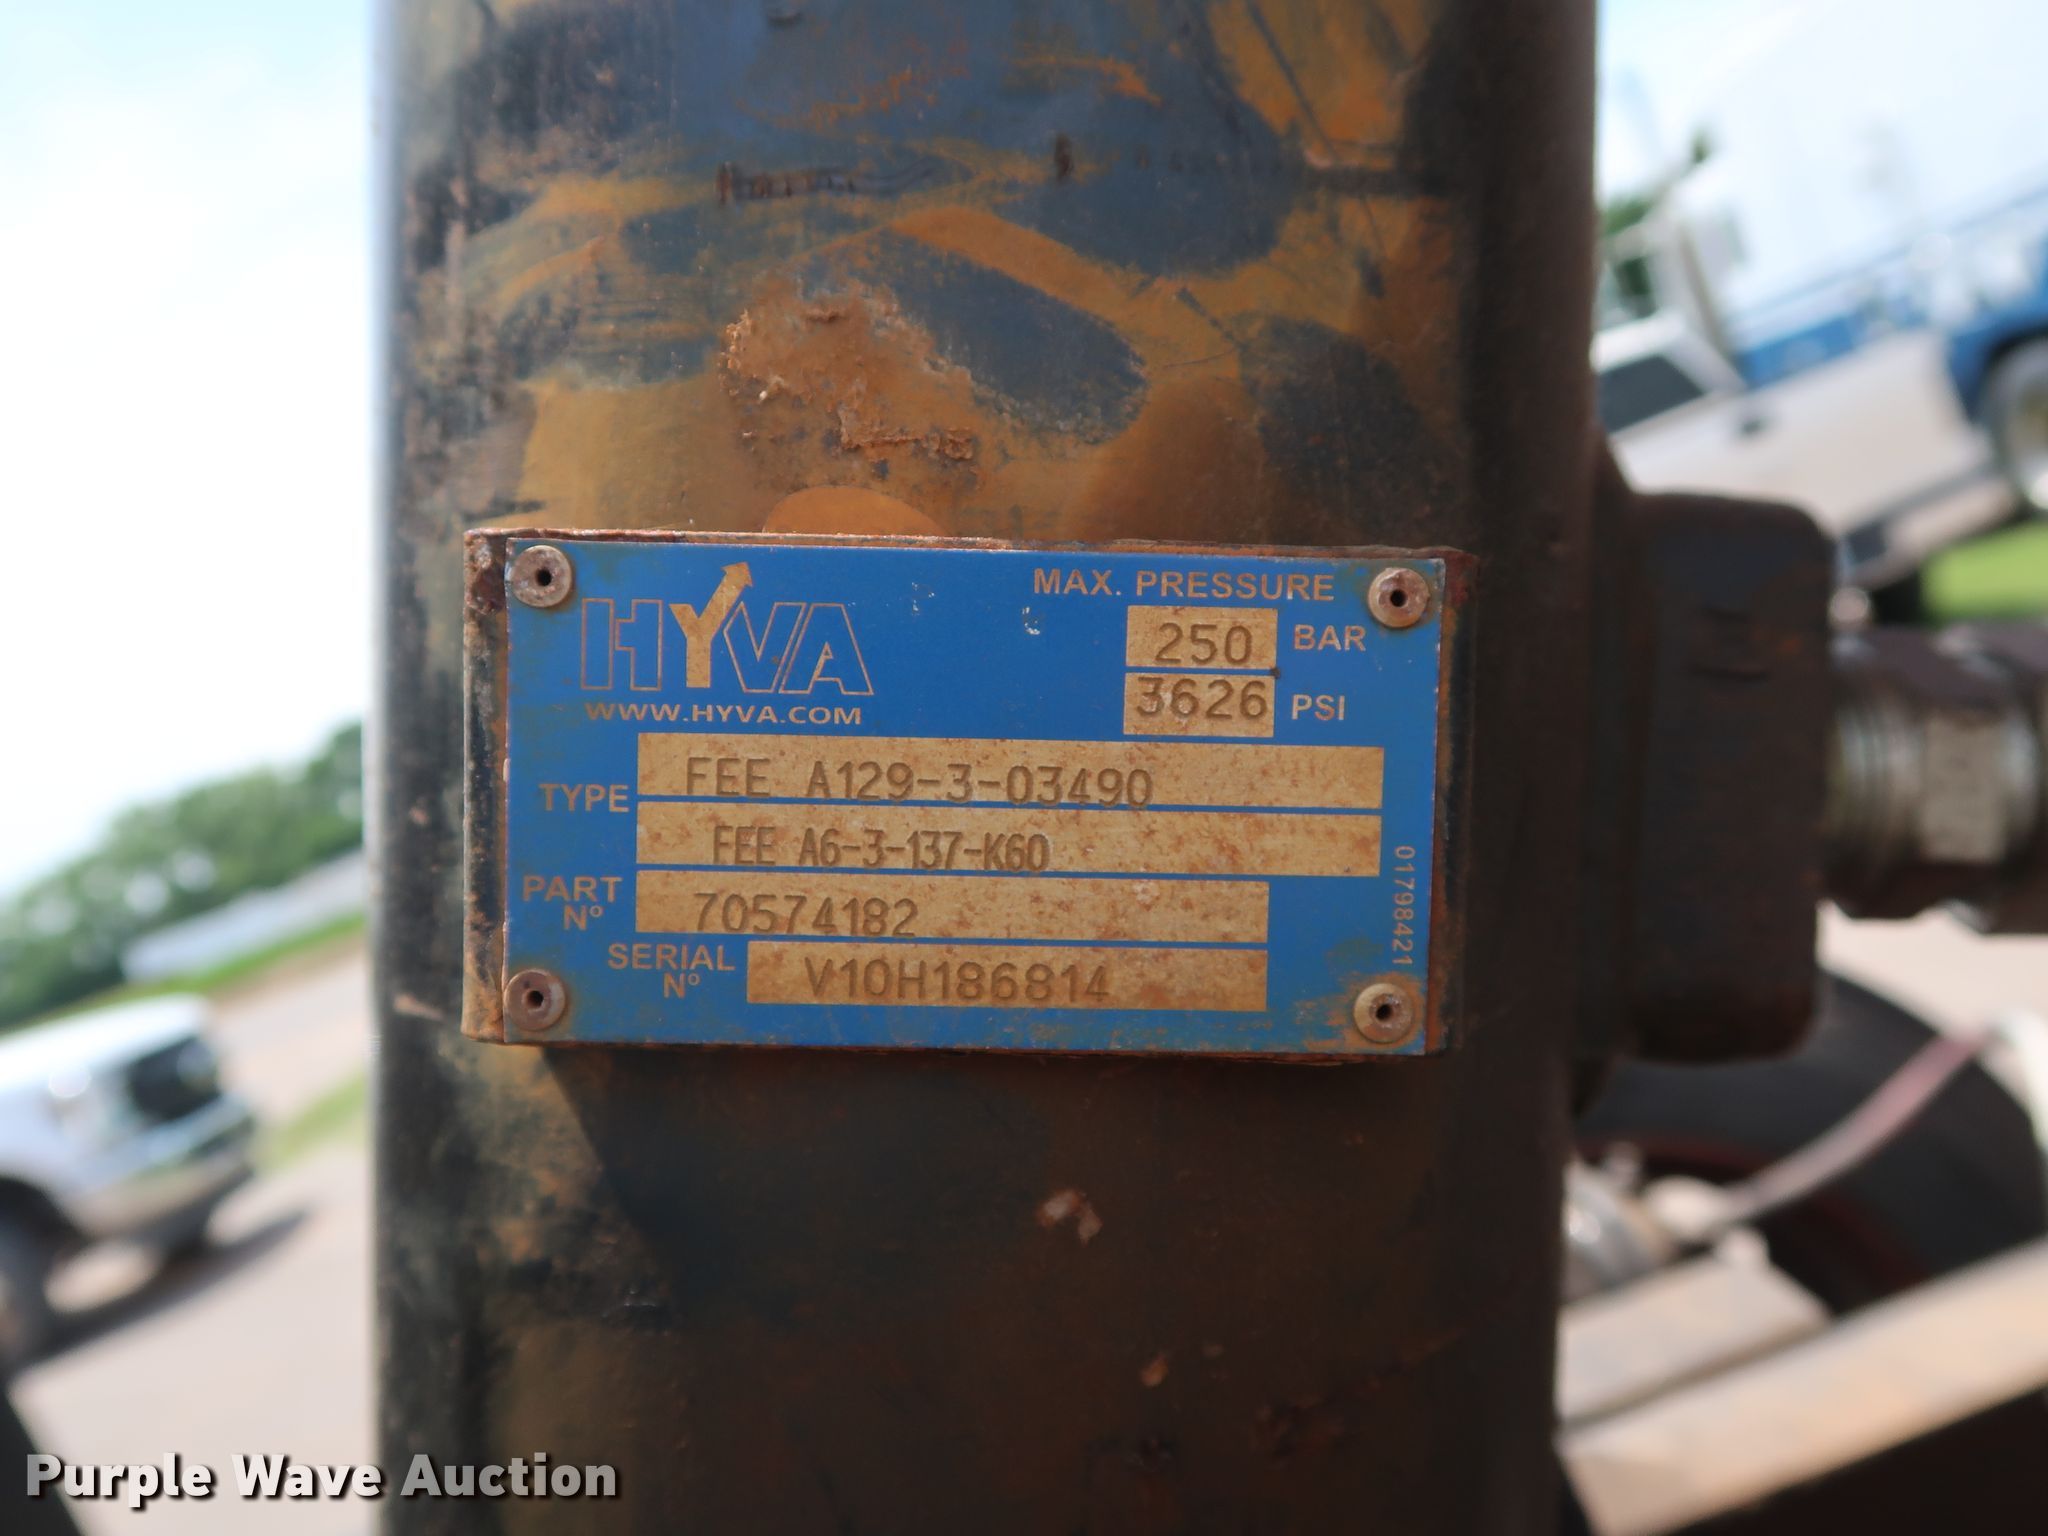 HYVA
WWW.HYVA.COM
MAX. PRESSURE
250 BAR
3626 PSI
TYPE
FEE A129-3-03490
FEE A6-3-137-K60
PART Nº 70574182
SERIAL Nº V10H186814
01798421
Purple Wave Auction